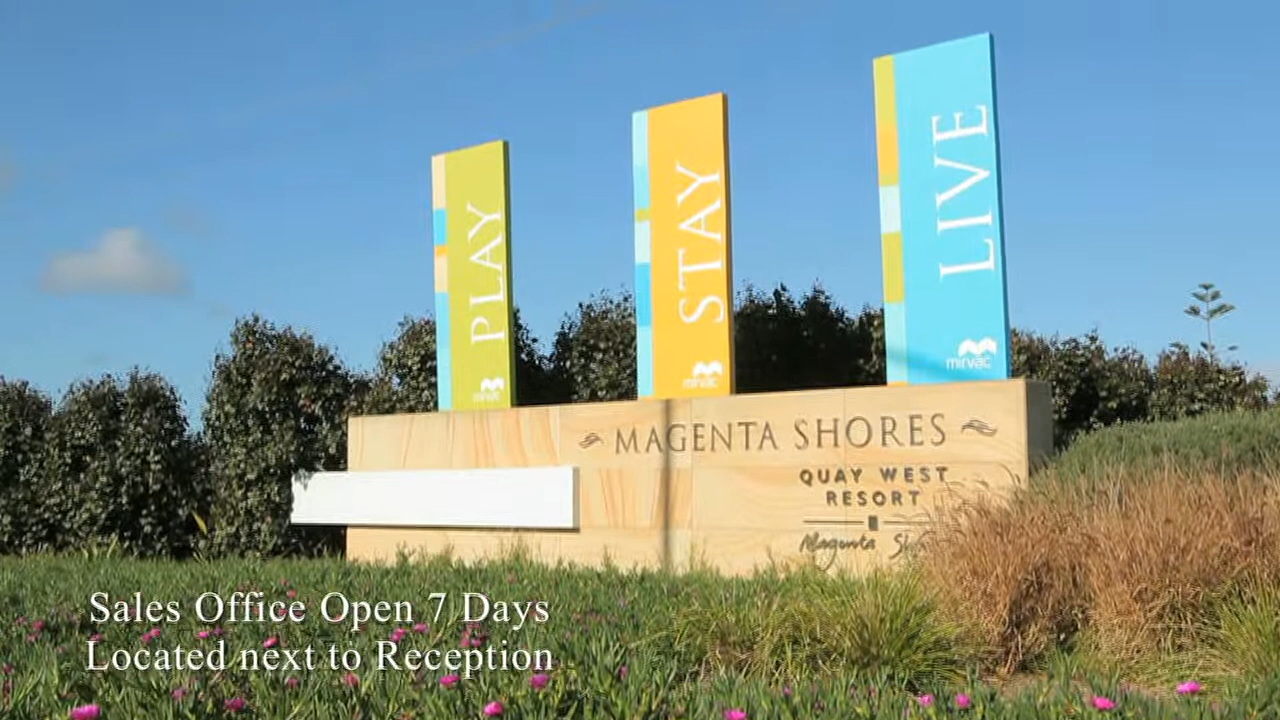 PLAY
mirvac
STAY
mirvac
LIVE
mirvac
MAGENTA SHORES
QUAY WEST
RESORT
Magenta
Sales Office Open 7 Days
Located next to Reception